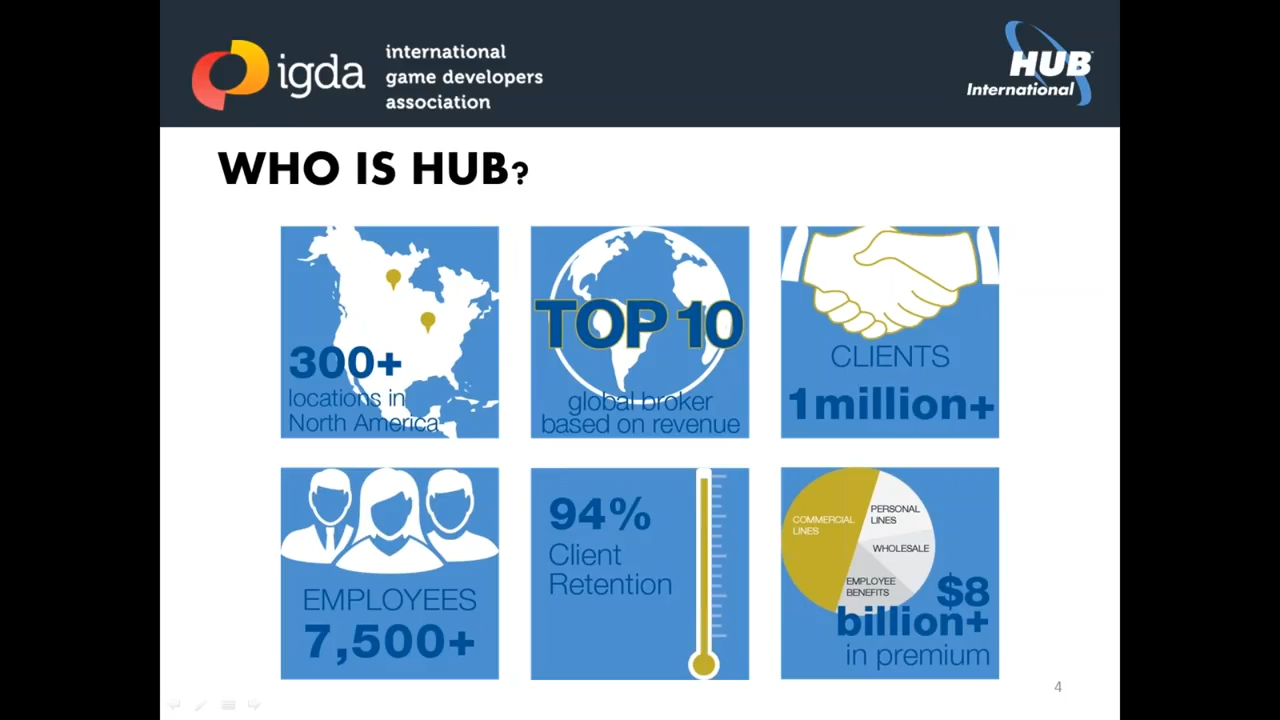 igda
international
game developers
association
HUB
International
WHO IS HUB?
300+
locations in
North America
TOP 10
global broker
based on revenue
CLIENTS
1million+
EMPLOYEES
7,500+
94%
Client
Retention
COMMERCIAL
LINES
PERSONAL
LINES
WHOLESALE
EMPLOYEE
BENEFITS
$8
billion+
in premium
4